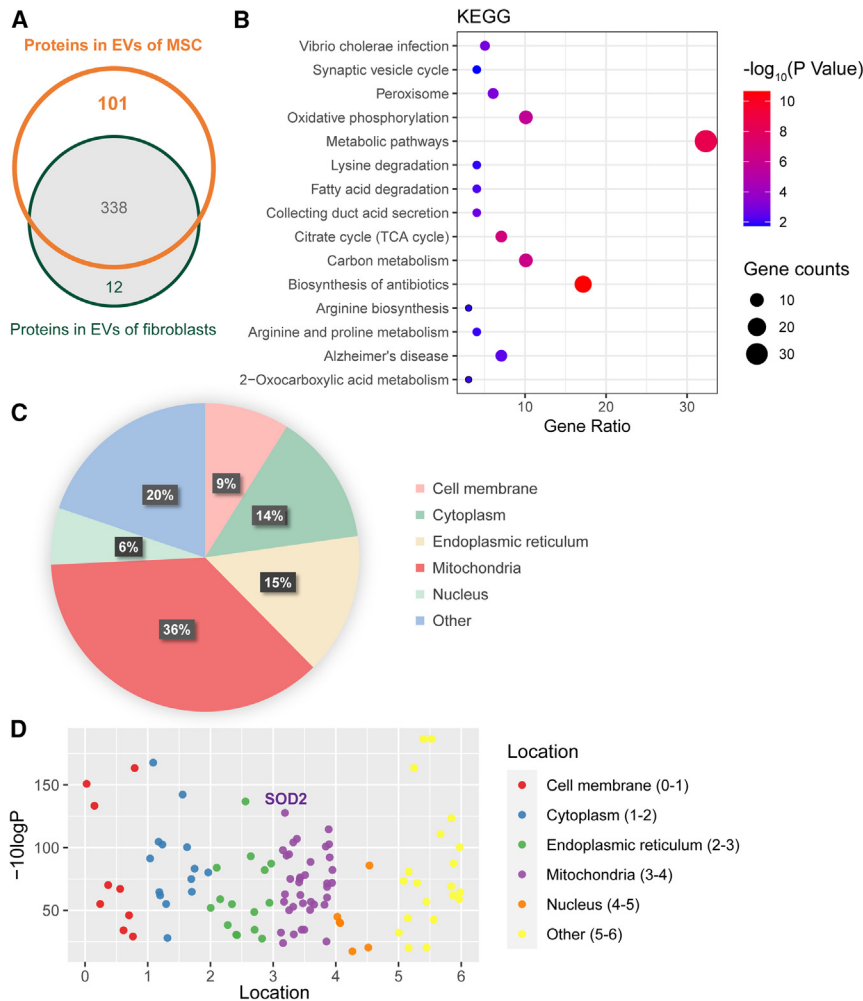 A
Proteins in EVs of MSC
101
338
12
Proteins in EVs of fibroblasts
B
KEGG
Vibrio cholerae infection
Synaptic vesicle cycle
Peroxisome
Oxidative phosphorylation
Metabolic pathways
Lysine degradation
Fatty acid degradation
Collecting duct acid secretion
Citrate cycle (TCA cycle)
Carbon metabolism
Biosynthesis of antibiotics
Arginine biosynthesis
Arginine and proline metabolism
Alzheimer's disease
2−Oxocarboxylic acid metabolism
10 20 30
Gene Ratio
-log10(P Value)
10
8
6
4
2
Gene counts
10
20
30
C
9%
14%
15%
36%
6%
20%
Cell membrane
Cytoplasm
Endoplasmic reticulum
Mitochondria
Nucleus
Other
D
−10logP
150
100
50
SOD2
0 1 2 3 4 5 6
Location
Location
Cell membrane (0-1)
Cytoplasm (1-2)
Endoplasmic reticulum (2-3)
Mitochondria (3-4)
Nucleus (4-5)
Other (5-6)